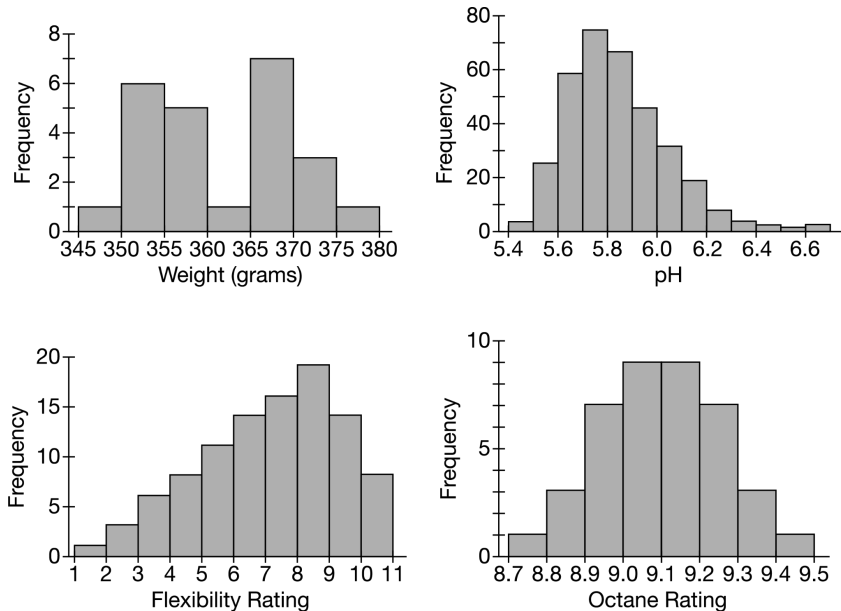 8
6
4
2
0
Frequency
345 350 355 360 365 370 375 380
Weight (grams)
80
60
40
20
0
Frequency
5.4 5.6 5.8 6.0 6.2 6.4 6.6
pH
20
15
10
5
0
Frequency
1 2 3 4 5 6 7 8 9 10 11
Flexibility Rating
10
5
0
Frequency
8.7 8.8 8.9 9.0 9.1 9.2 9.3 9.4 9.5
Octane Rating